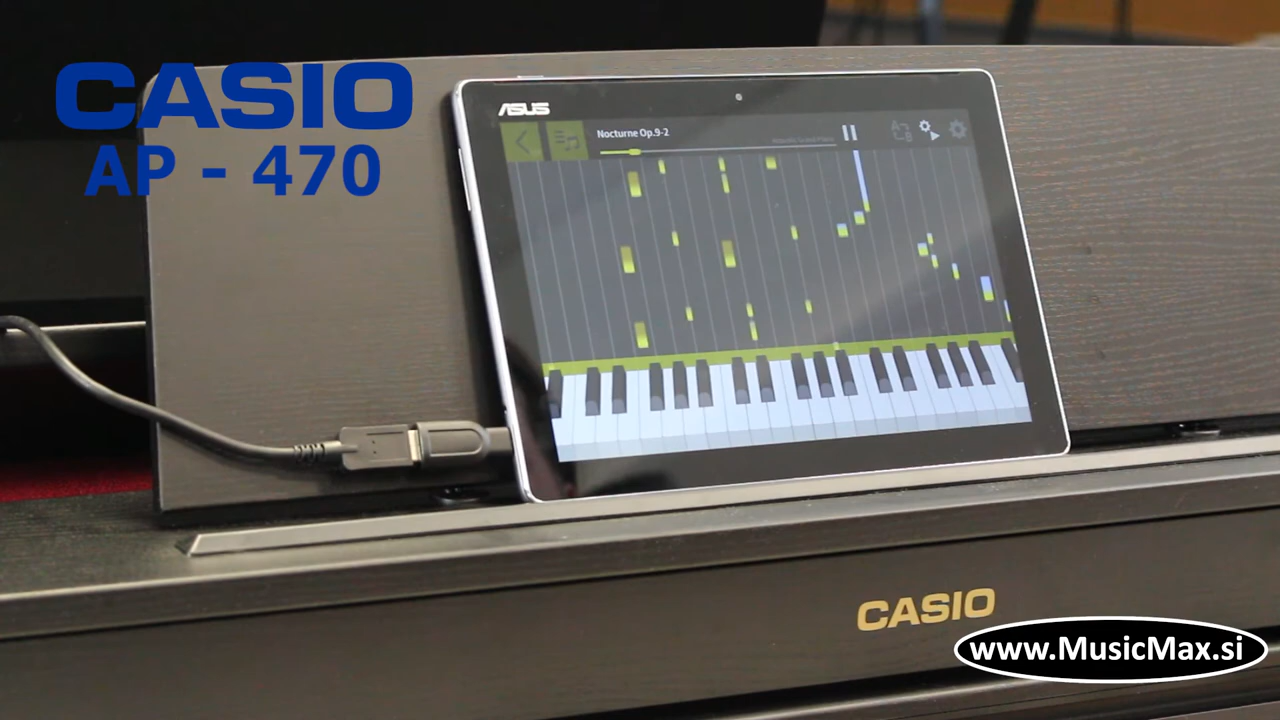 CASIO
AP - 470
ASUS
Nocturne Op.9-2
CASIO
www.MusicMax.si